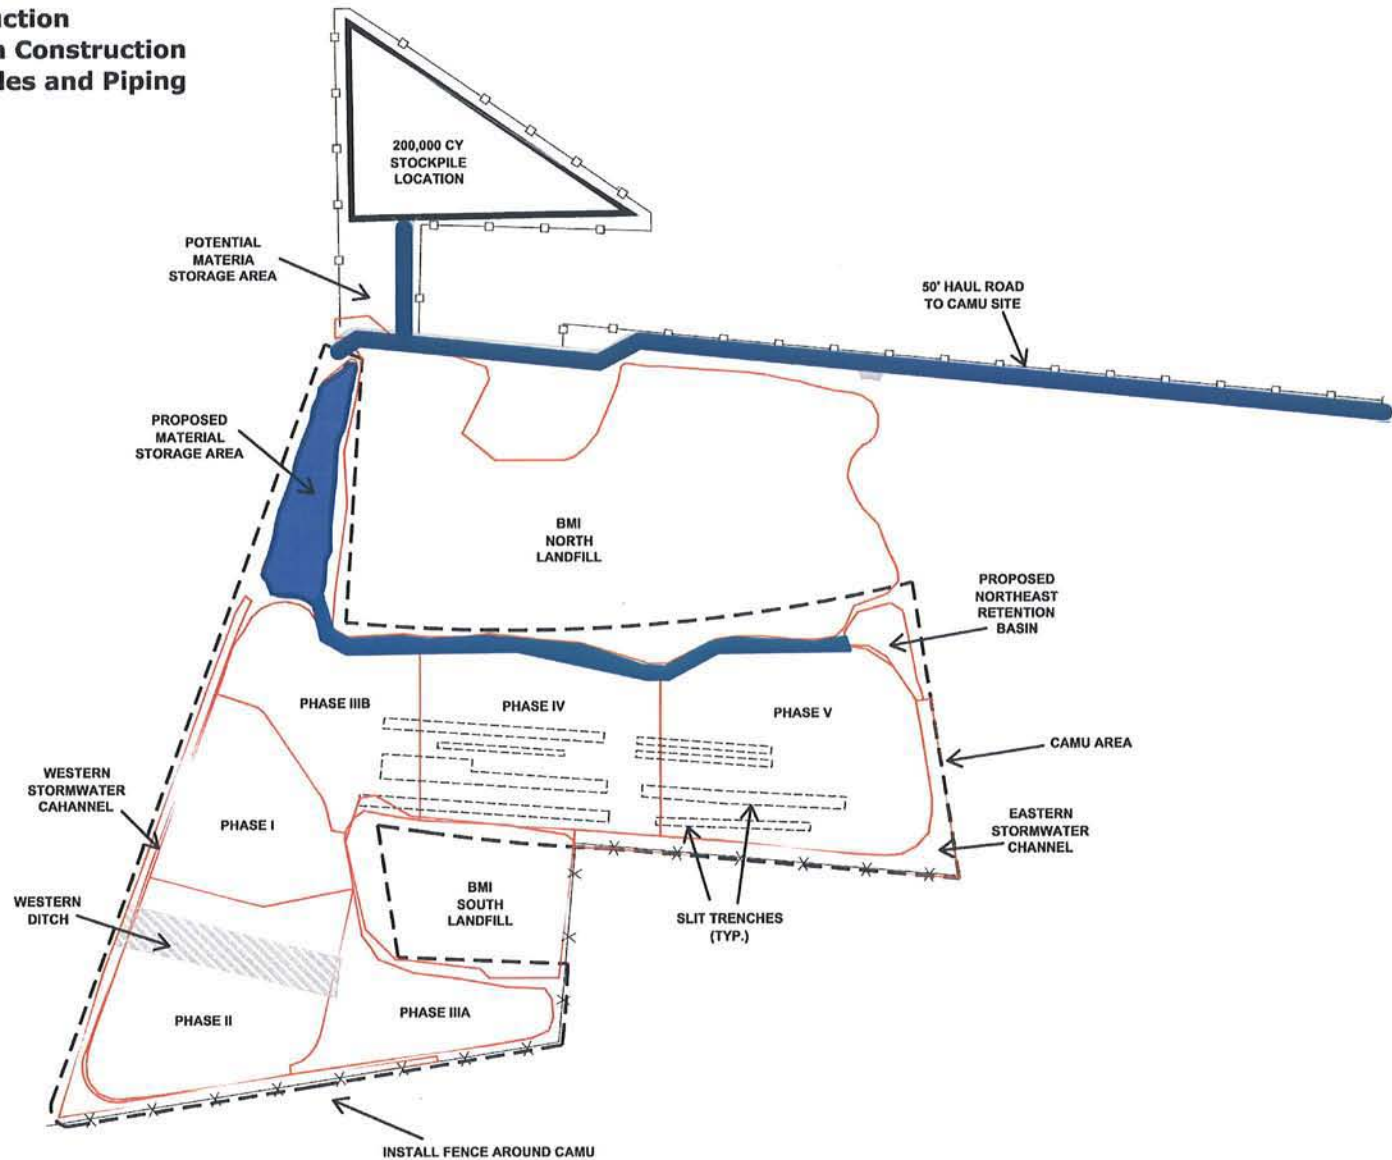 uction
n Construction
les and Piping
200,000 CY
STOCKPILE
LOCATION
POTENTIAL
MATERIA
STORAGE AREA
50' HAUL ROAD
TO CAMU SITE
PROPOSED
MATERIAL
STORAGE AREA
BMI
NORTH
LANDFILL
PROPOSED
NORTHEAST
RETENTION
BASIN
PHASE IIIB
PHASE IV
PHASE V
CAMU AREA
WESTERN
STORMWATER
CAHANNEL
PHASE I
EASTERN
STORMWATER
CHANNEL
BMI
SOUTH
LANDFILL
WESTERN
DITCH
SLIT TRENCHES
(TYP.)
PHASE II
PHASE IIIA
INSTALL FENCE AROUND CAMU